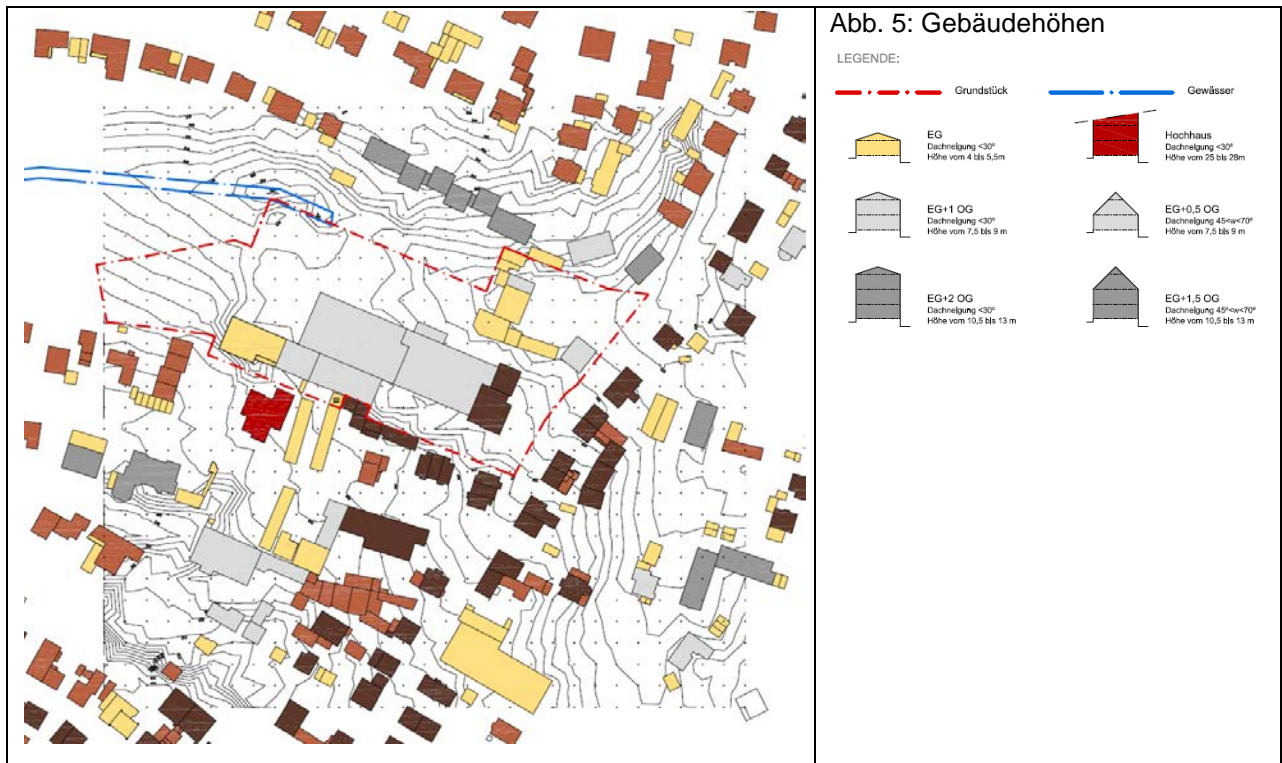 Abb. 5: Gebäudehöhen
LEGENDE:
Grundstück
Gewässer
EG
Dachneigung <30°
Höhe vom 4 bis 5,5m
Hochhaus
Dachneigung <30°
Höhe vom 25 bis 28m
EG+1 OG
Dachneigung <30°
Höhe vom 7,5 bis 9 m
EG+0,5 OG
Dachneigung 45<w<70°
Höhe vom 7,5 bis 9 m
EG+2 OG
Dachneigung <30°
Höhe vom 10,5 bis 13 m
EG+1,5 OG
Dachneigung 45°<w<70°
Höhe vom 10,5 bis 13 m